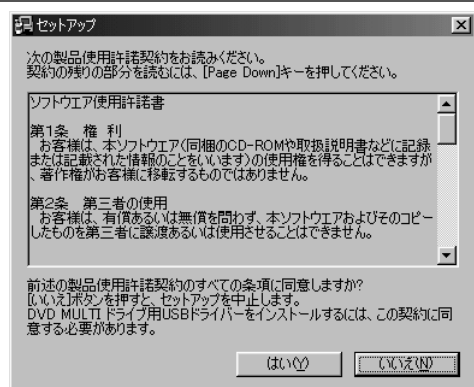 セットアップ
次の製品使用許諾契約をお読みください。
契約の残りの部分を読むには、[Page Down]キーを押してください。
ソフトウエア使用許諾書
第1条 権 利
お客様は、本ソフトウエア(同梱のCD-ROMや取扱説明書などに記録
または記載された情報のことをいいます)の使用権を得ることはできますが
、著作権がお客様に移転するものではありません。
第2条 第三者の使用
お客様は、有償あるいは無償を問わず、本ソフトウエアおよびそのコピー
したものを第三者に譲渡あるいは使用させることはできません。
前述の製品使用許諾契約のすべての条項に同意しますか?
[いいえ]ボタンを押すと、セットアップを中止します。
DVD MULTI ドライブ用USBドライバーをインストールするには、この契約に同
意する必要があります。
はい(Y)
いいえ(N)